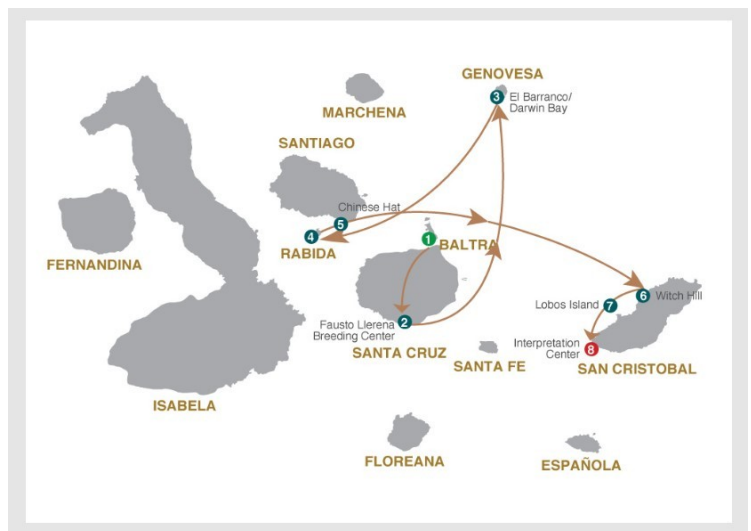 GENOVESA
3
El Barranco/
Darwin Bay
MARCHENA
SANTIAGO
Chinese Hat
5
4
RABIDA
1
BALTRA
FERNANDINA
6
Witch Hill
7
Lobos Island
Fausto Llerena
Breeding Center
2
SANTA CRUZ
SANTA FE
Interpretation
Center
8
SAN CRISTOBAL
ISABELA
FLOREANA
ESPAÑOLA